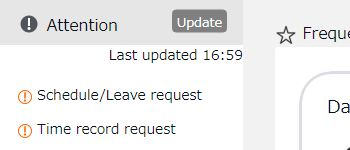 Attention
Update
Last updated 16:59
Schedule/Leave request
Time record request